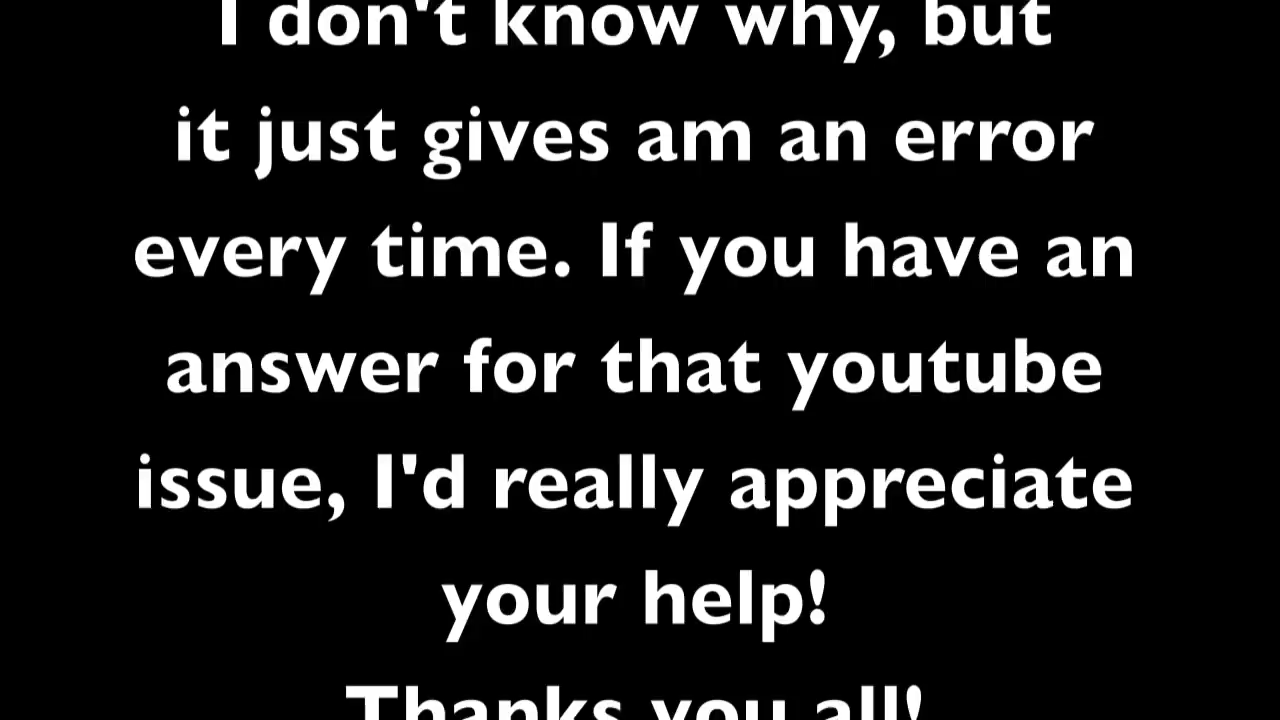 I don't know why, but
it just gives am an error
every time. If you have an
answer for that youtube
issue, I'd really appreciate
your help!
Thanks you all!